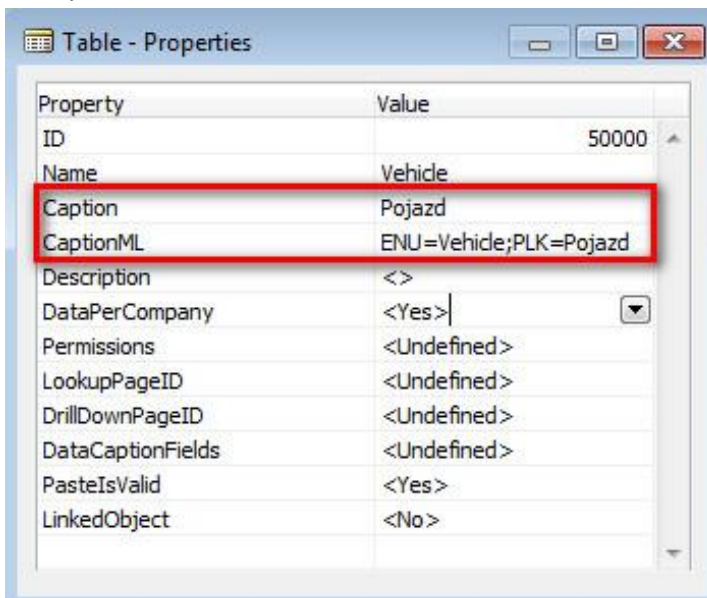 Table - Properties
Property Value
ID 50000
Name Vehicle
Caption Pojazd
CaptionML ENU=Vehicle;PLK=Pojazd
Description <>
DataPerCompany <Yes>
Permissions <Undefined>
LookupPageID <Undefined>
DrillDownPageID <Undefined>
DataCaptionFields <Undefined>
PasteIsValid <Yes>
LinkedObject <No>